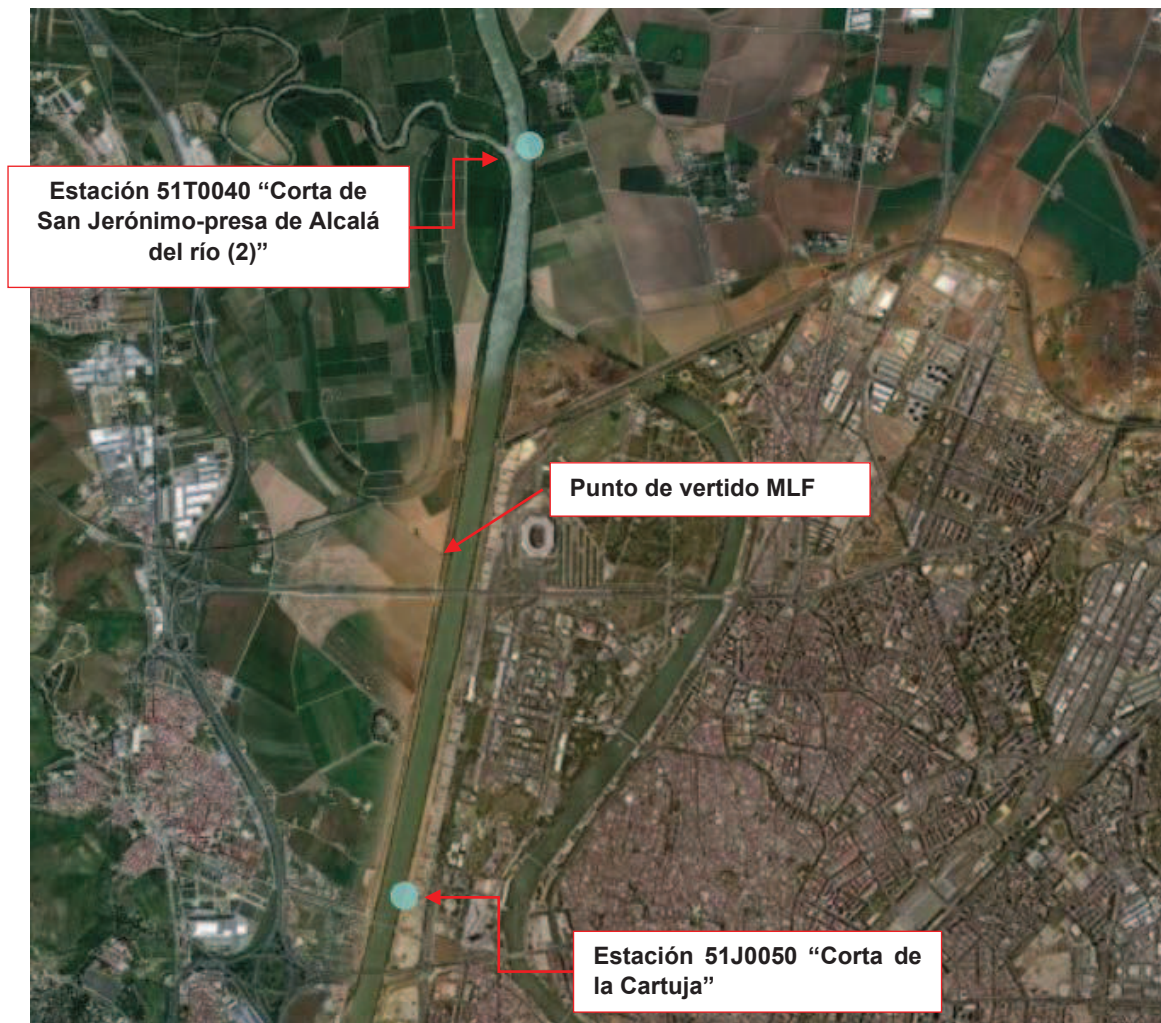 Estación 51T0040 “Corta de
San Jerónimo-presa de Alcalá
del río (2)”
Punto de vertido MLF
Estación 51J0050 “Corta de
la Cartuja”